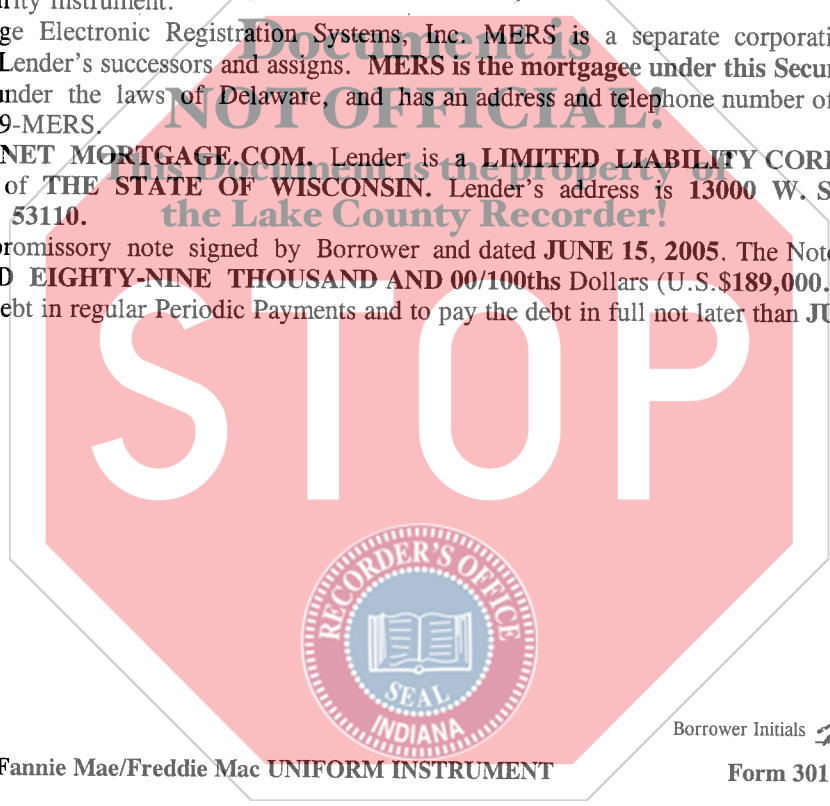 rity Instrument.
ge Electronic Registration Systems, Inc. MERS is a separate corporati
Lender's successors and assigns. MERS is the mortgagee under this Secur
under the laws of Delaware, and has an address and telephone number of
9-MERS.
NET MORTGAGE.COM. Lender is a LIMITED LIABILITY CORP
of THE STATE OF WISCONSIN. Lender's address is 13000 W. S
53110.
promissory note signed by Borrower and dated JUNE 15, 2005. The Note
D EIGHTY-NINE THOUSAND AND 00/100ths Dollars (U.S.$189,000.
ebt in regular Periodic Payments and to pay the debt in full not later than JU
Document is
NOT OFFICIAL!
This Document is the property of
the Lake County Recorder!
STOP
RECORDER'S OFFICE
SEAL
INDIANA
Borrower Initials
Fannie Mae/Freddie Mac UNIFORM INSTRUMENT
Form 301